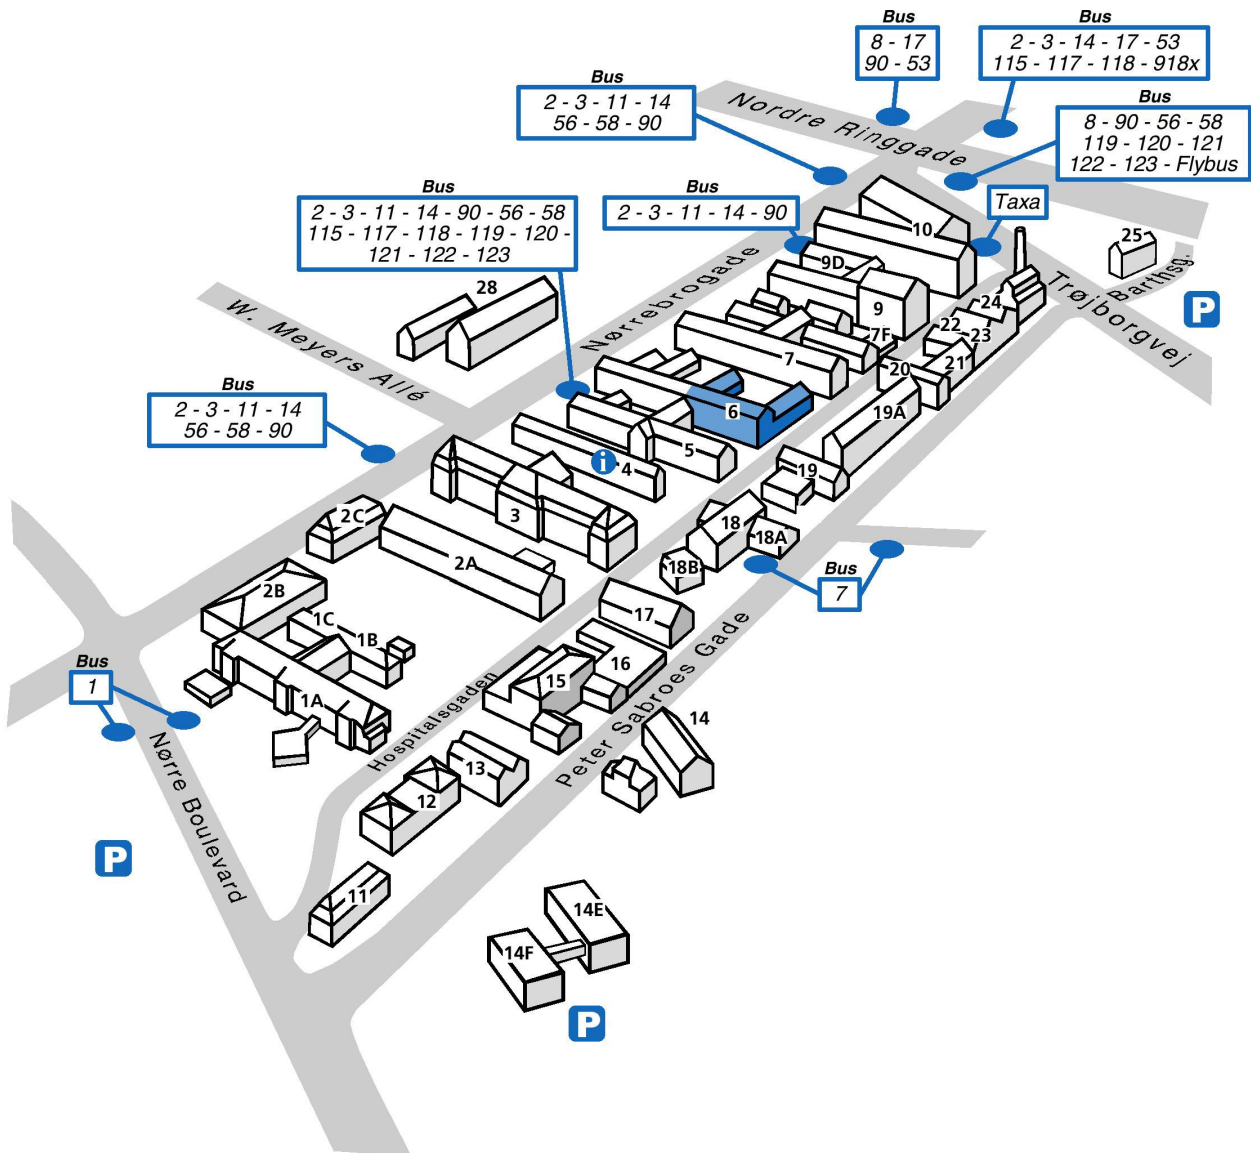 Bus
8 - 17
90 - 53
Bus
2 - 3 - 14 - 17 - 53
115 - 117 - 118 - 918x
Bus
2 - 3 - 11 - 14
56 - 58 - 90
Bus
8 - 90 - 56 - 58
119 - 120 - 121
122 - 123 - Flybus
Nordre Ringgade
Bus
2 - 3 - 11 - 14 - 90 - 56 - 58
115 - 117 - 118 - 119 - 120 -
121 - 122 - 123
Bus
2 - 3 - 11 - 14 - 90
Taxa
10
25
9D
Barthsg.
P
Trøjborgvej
Nørrebrogade
28
9
24
22
23
7F
7
W. Meyers Allé
20
21
Bus
2 - 3 - 11 - 14
56 - 58 - 90
6
19A
5
i
4
19
3
2C
18
18A
2A
18B
Bus
7
2B
1C
1B
17
16
Bus
1
15
1A
Hospitalsgaden
Peter Sabroes Gade
14
13
12
Nørre Boulevard
P
11
14E
14F
P